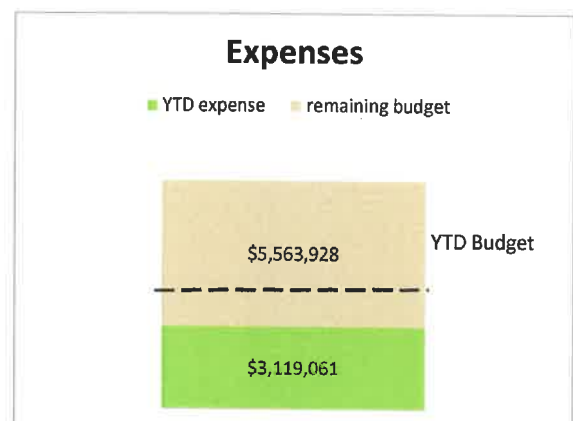 Expenses
YTD expense remaining budget
$5,563,928
YTD Budget
$3,119,061